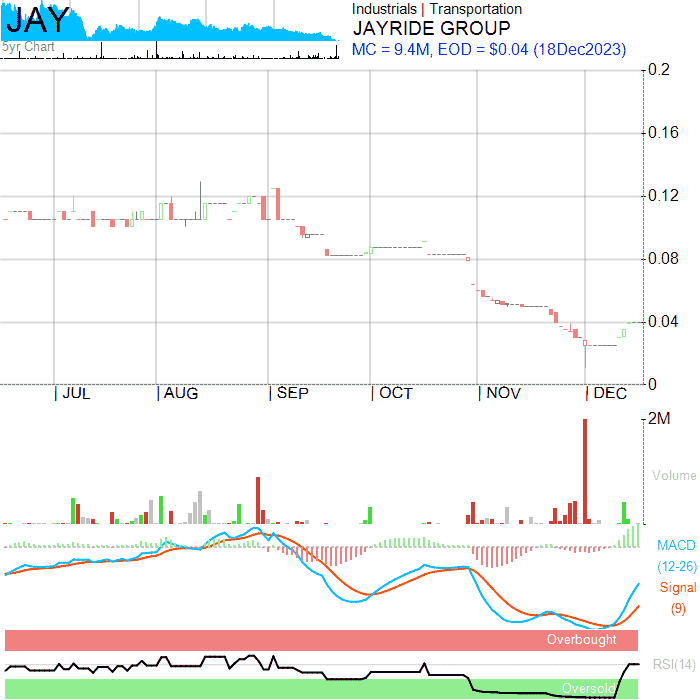 JAY
5yr Chart
Industrials | Transportation
JAYRIDE GROUP
MC = 9.4M, EOD = $0.04 (18Dec2023)
0.2
0.16
0.12
0.08
0.04
0
| JUL | AUG | SEP | OCT | NOV | DEC
2M
Volume
MACD
(12-26)
Signal
(9)
Overbought
RSI(14)
Oversold